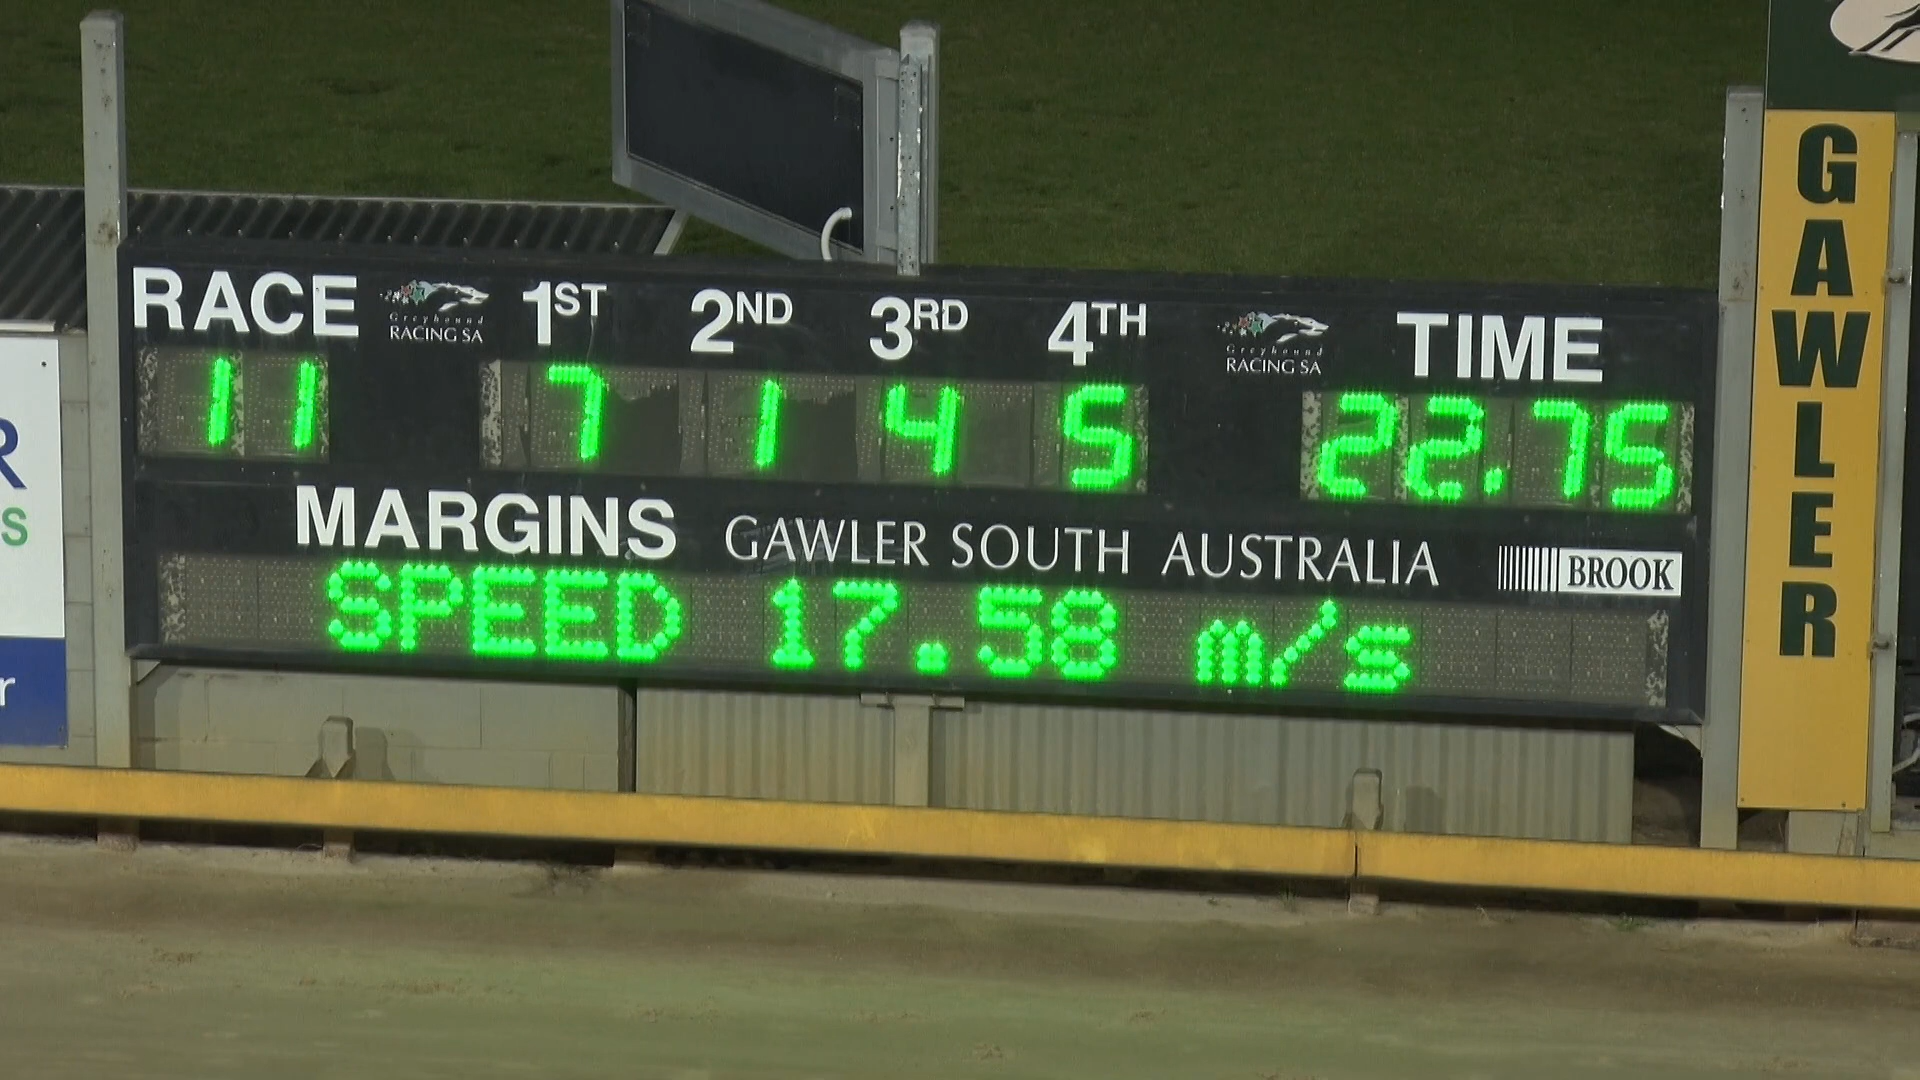 RACE 1ST 2ND 3RD 4TH TIME
Greyhound
RACING SA
Greyhound
RACING SA
11 7 1 4 5 22.75
MARGINS GAWLER SOUTH AUSTRALIA BROOK
SPEED 17.58 m/s
GAWLER
R
S
r